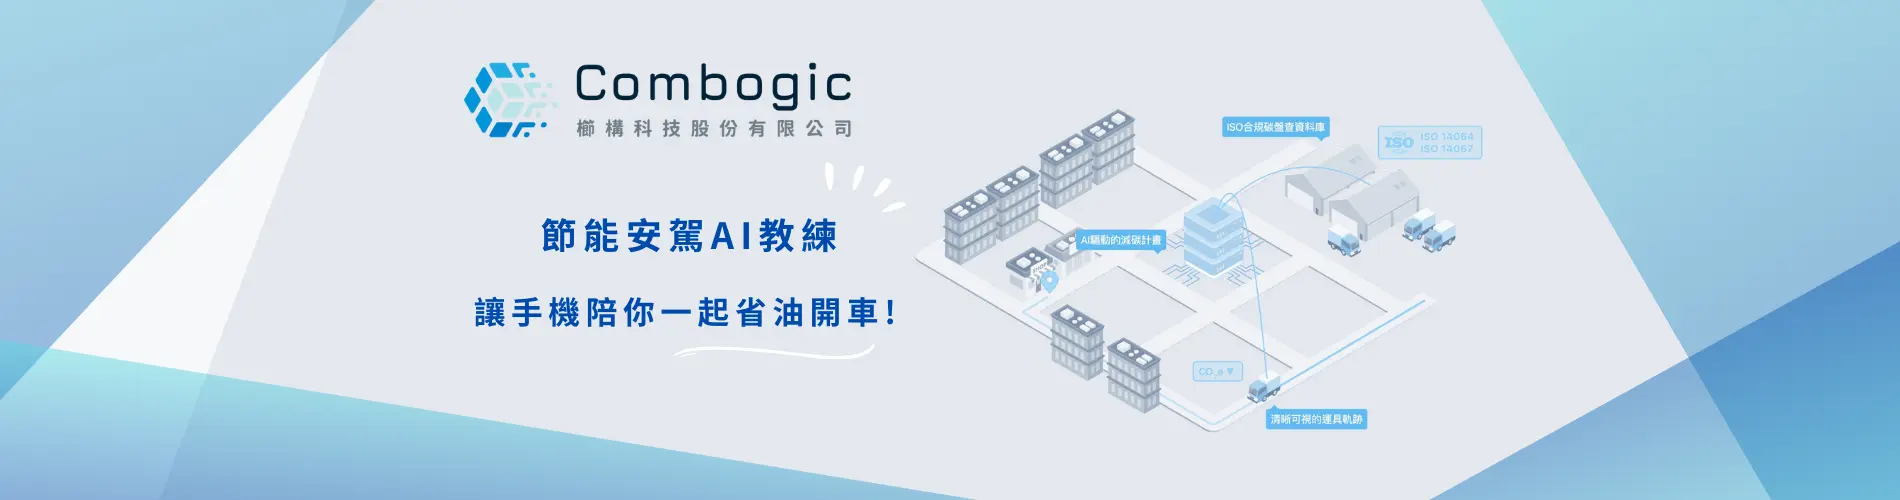 Combogic
櫛構科技股份有限公司
節能安駕AI教練
讓手機陪你一起省油開車!
ISO合規碳盤查資料庫
ISO
ISO 14064
ISO 14067
AI驅動的減碳計畫
SHOP
CO₂e ▼
清晰可視的運具軌跡